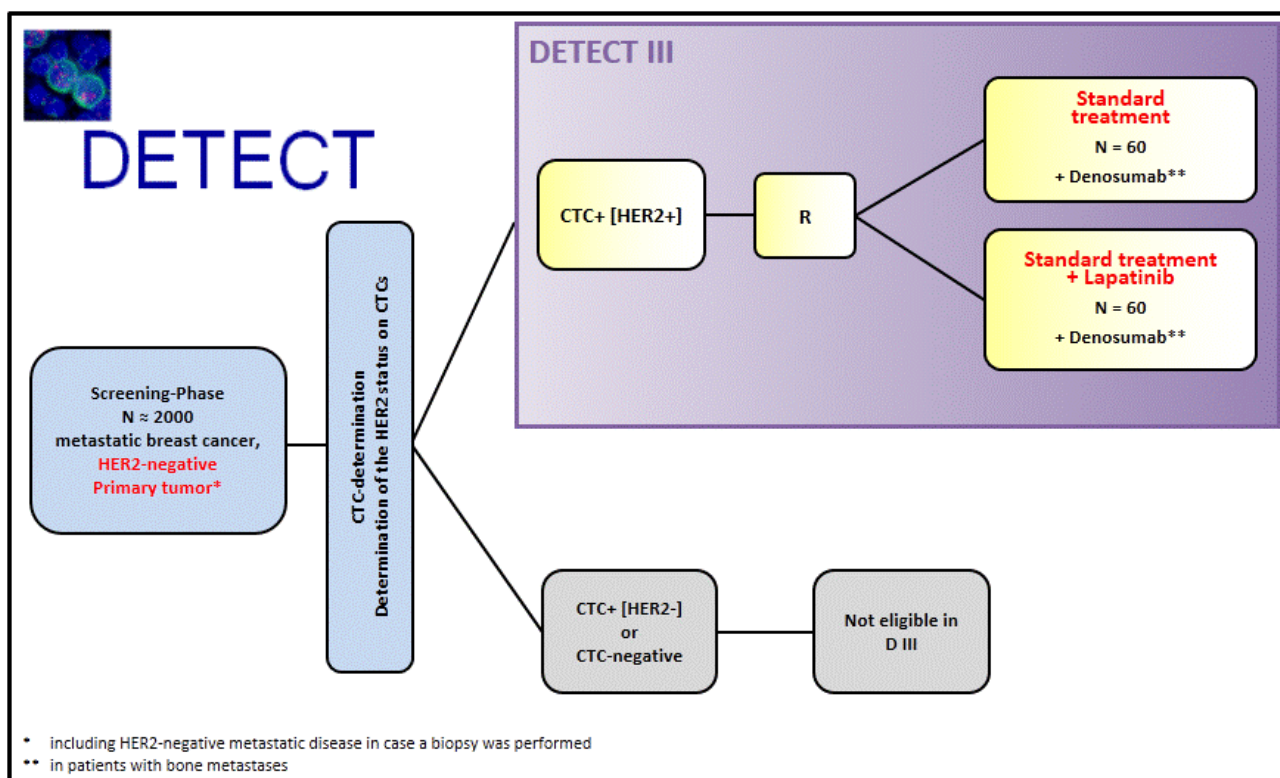 DETECT
Screening-Phase
N ≈ 2000
metastatic breast cancer,
HER2-negative
Primary tumor*
CTC-determination
Determination of the HER2 status on CTCs
DETECT III
CTC+ [HER2+]
R
Standard
treatment
N = 60
+ Denosumab**
Standard treatment
+ Lapatinib
N = 60
+ Denosumab**
CTC+ [HER2-]
or
CTC-negative
Not eligible in
D III
* including HER2-negative metastatic disease in case a biopsy was performed
** in patients with bone metastases